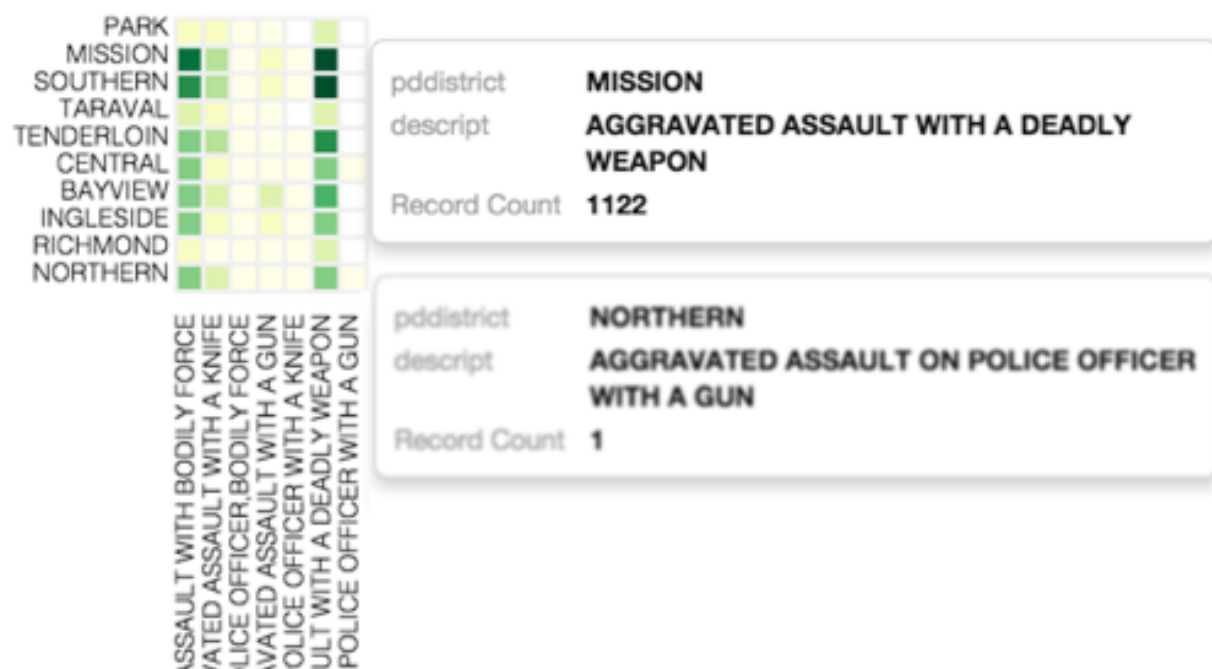 PARK
MISSION
SOUTHERN
TARAVAL
TENDERLOIN
CENTRAL
BAYVIEW
INGLESIDE
RICHMOND
NORTHERN
pddistrict MISSION
descript AGGRAVATED ASSAULT WITH A DEADLY
WEAPON
Record Count 1122
pddistrict NORTHERN
descript AGGRAVATED ASSAULT ON POLICE OFFICER
WITH A GUN
Record Count 1
ASSAULT WITH BODILY FORCE
VATED ASSAULT WITH A KNIFE
LICE OFFICER,BODILY FORCE
AVATED ASSAULT WITH A GUN
OLICE OFFICER WITH A KNIFE
ULT WITH A DEADLY WEAPON
POLICE OFFICER WITH A GUN